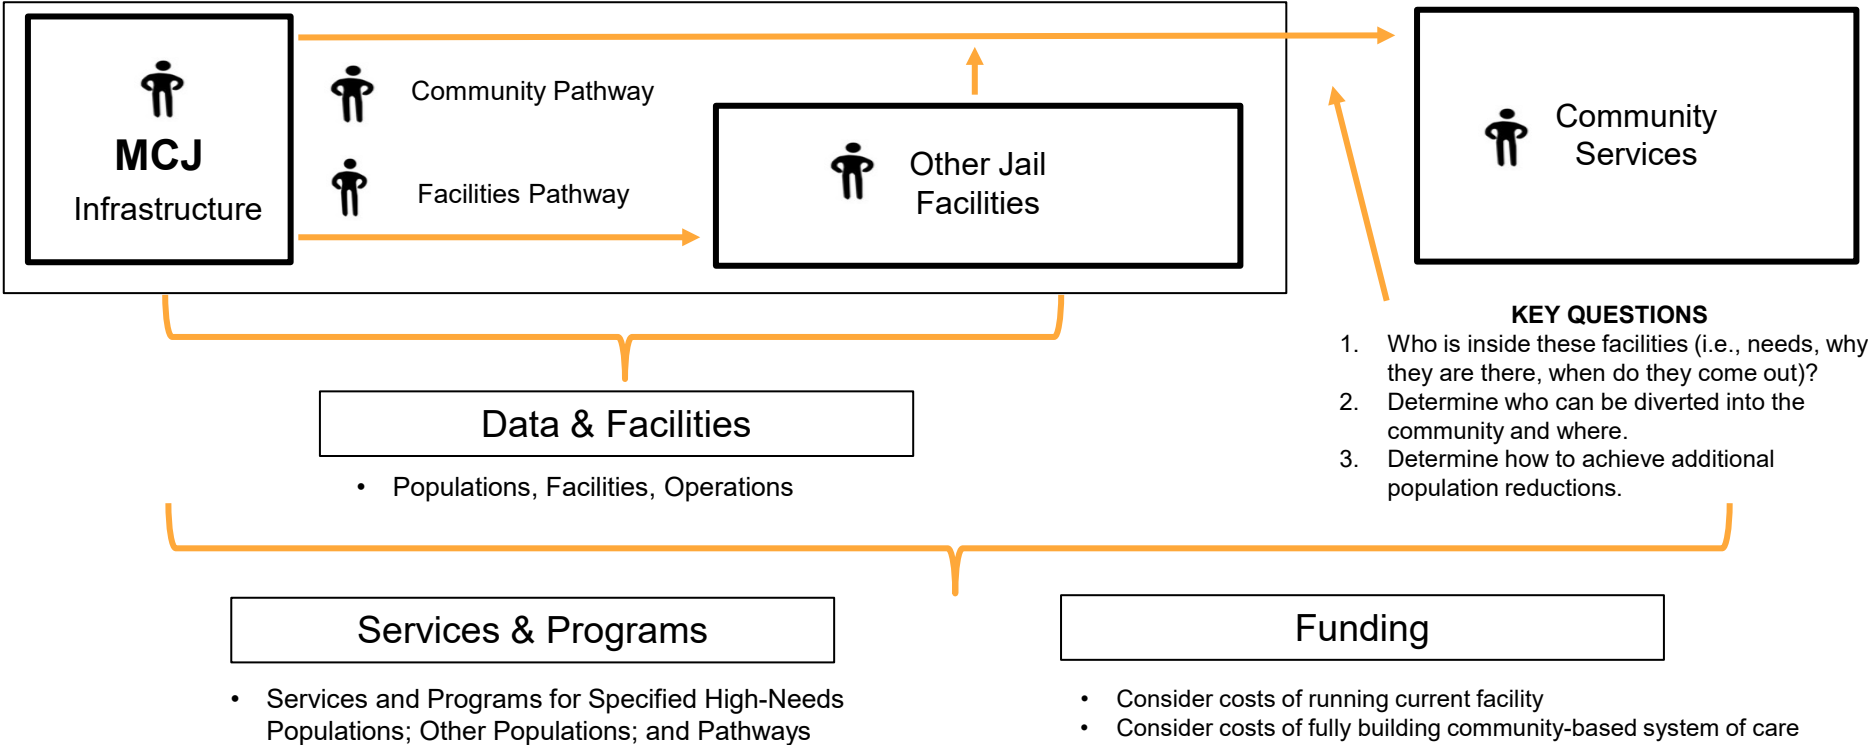 MCJ
Infrastructure
Community Pathway
Facilities Pathway
Other Jail
Facilities
Community
Services
KEY QUESTIONS
1. Who is inside these facilities (i.e., needs, why
they are there, when do they come out)?
2. Determine who can be diverted into the
community and where.
3. Determine how to achieve additional
population reductions.
Data & Facilities
• Populations, Facilities, Operations
Services & Programs
• Services and Programs for Specified High-Needs
Populations; Other Populations; and Pathways
Funding
• Consider costs of running current facility
• Consider costs of fully building community-based system of care